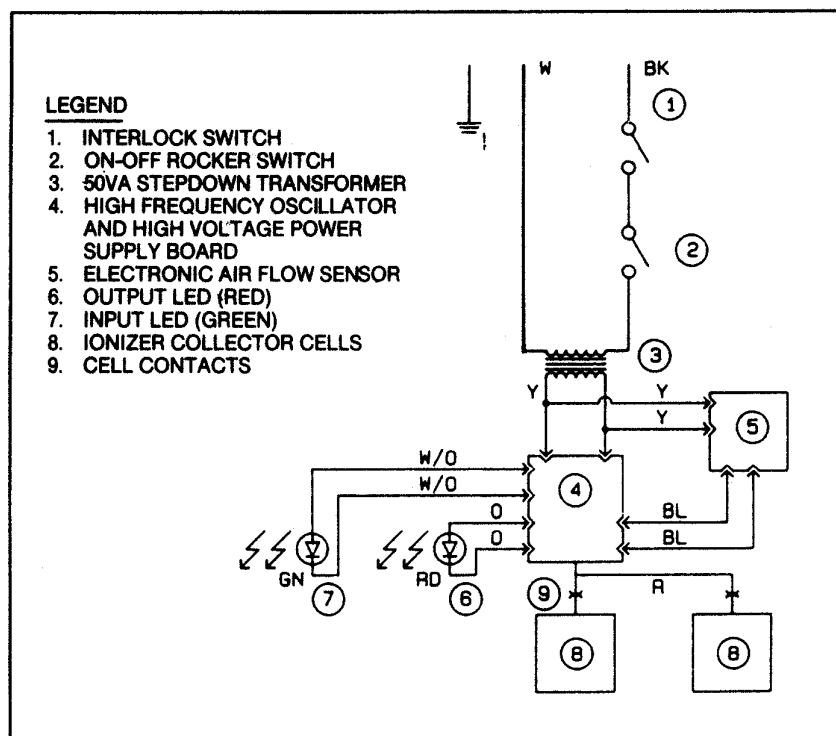 W
BK
LEGEND
1. INTERLOCK SWITCH
2. ON-OFF ROCKER SWITCH
3. 50VA STEPDOWN TRANSFORMER
4. HIGH FREQUENCY OSCILLATOR
AND HIGH VOLTAGE POWER
SUPPLY BOARD
5. ELECTRONIC AIR FLOW SENSOR
6. OUTPUT LED (RED)
7. INPUT LED (GREEN)
8. IONIZER COLLECTOR CELLS
9. CELL CONTACTS
1
2
3
Y
Y
Y
5
W/O
W/O
4
O
O
BL
BL
GN
7
RD
6
9
R
8
8